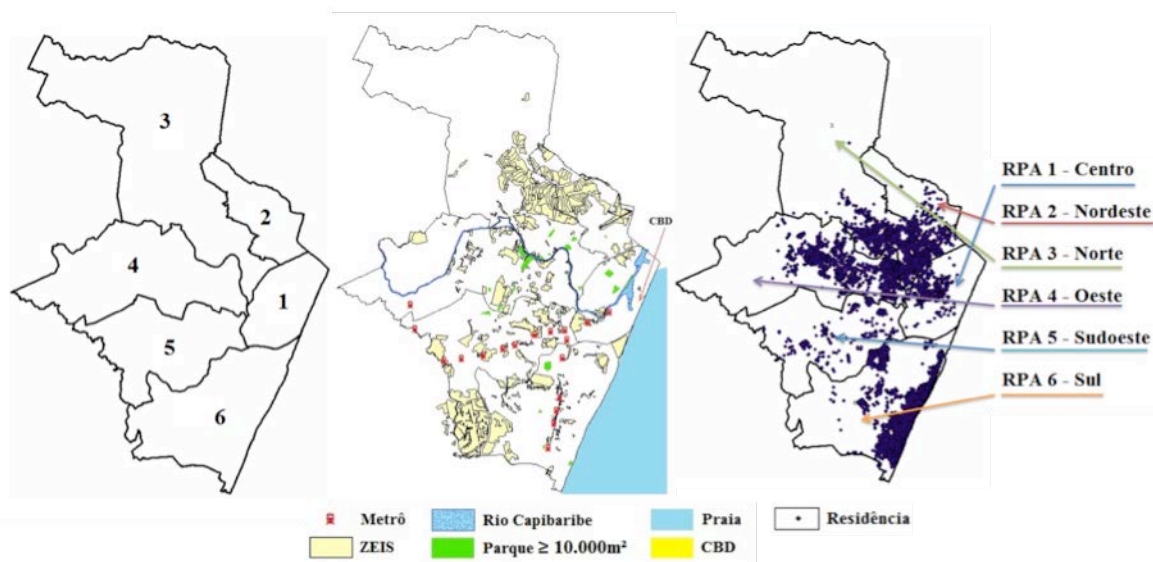 3
2
4
1
5
6
CBD
RPA 1 - Centro
RPA 2 - Nordeste
RPA 3 - Norte
RPA 4 - Oeste
RPA 5 - Sudoeste
RPA 6 - Sul
Metrô
Rio Capibaribe
Praia
Residência
ZEIS
Parque ≥ 10.000m²
CBD